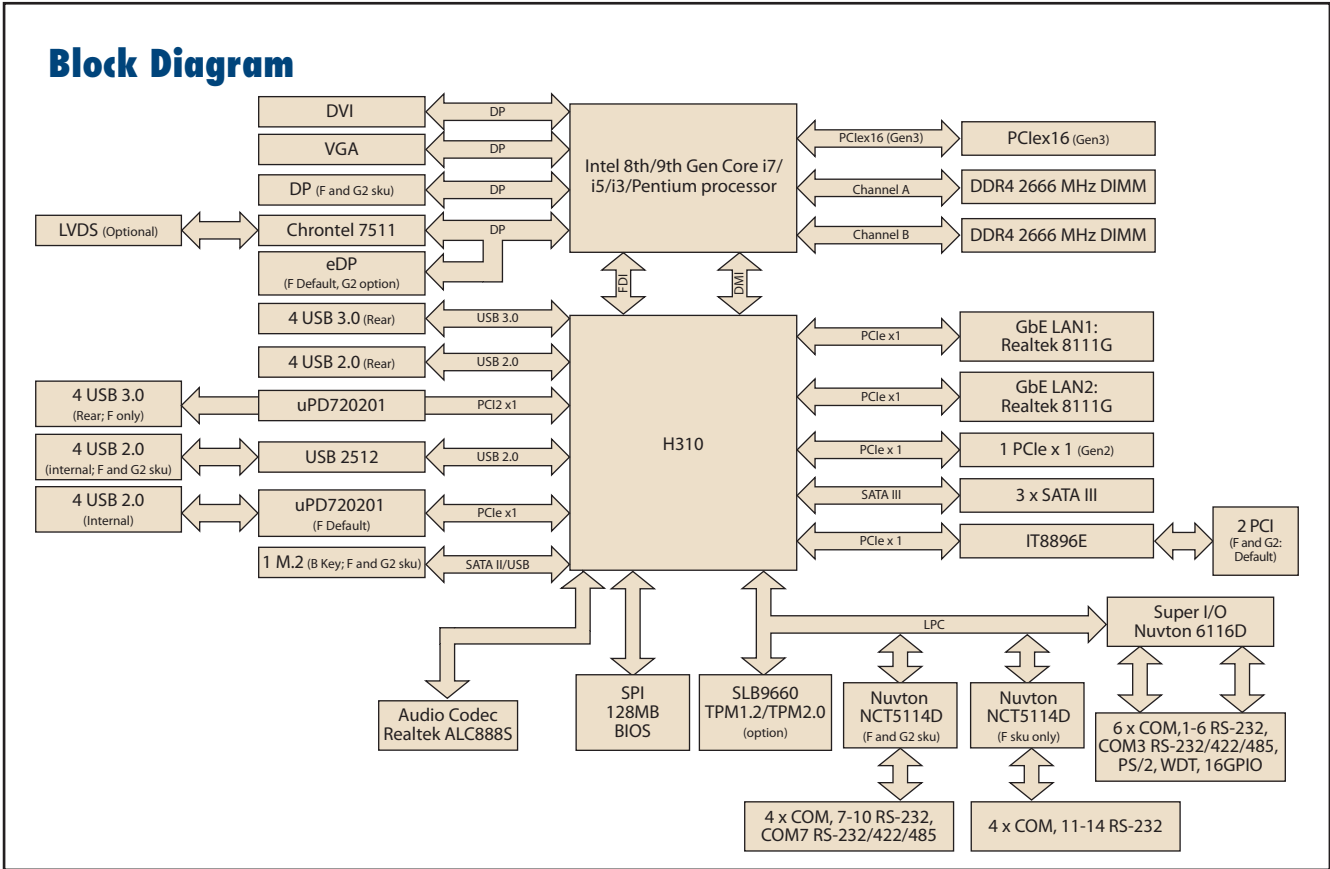 Block Diagram
DVI
DP
VGA
DP
DP (F and G2 sku)
DP
LVDS (Optional)
Chrontel 7511
DP
eDP
(F Default, G2 option)
Intel 8th/9th Gen Core i7/
i5/i3/Pentium processor
PCIex16 (Gen3)
PCIex16 (Gen3)
Channel A
DDR4 2666 MHz DIMM
Channel B
DDR4 2666 MHz DIMM
FDI
DMI
4 USB 3.0 (Rear)
USB 3.0
4 USB 2.0 (Rear)
USB 2.0
4 USB 3.0
(Rear; F only)
uPD720201
PCI2 x1
4 USB 2.0
(internal; F and G2 sku)
USB 2512
USB 2.0
4 USB 2.0
(Internal)
uPD720201
(F Default)
PCIe x1
1 M.2 (B Key; F and G2 sku)
SATA II/USB
H310
PCIe x1
GbE LAN1:
Realtek 8111G
PCIe x1
GbE LAN2:
Realtek 8111G
PCIe x 1
1 PCIe x 1 (Gen2)
SATA III
3 x SATA III
PCIe x 1
IT8896E
2 PCI
(F and G2:
Default)
LPC
Super I/O
Nuvton 6116D
Audio Codec
Realtek ALC888S
SPI
128MB
BIOS
SLB9660
TPM1.2/TPM2.0
(option)
Nuvton
NCT5114D
(F and G2 sku)
Nuvton
NCT5114D
(F sku only)
6 x COM,1-6 RS-232,
COM3 RS-232/422/485,
PS/2, WDT, 16GPIO
4 x COM, 7-10 RS-232,
COM7 RS-232/422/485
4 x COM, 11-14 RS-232